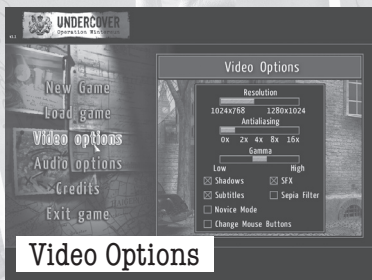 UNDERCOVER
Operation Wintersun
v1.2
New Game
Load game
Video options
Audio options
Credits
Exit game
Video Options
Resolution
1024x768 1280x1024
Antialiasing
0x 2x 4x 8x 16x
Gamma
Low High
Shadows SFX
Subtitles Sepia Filter
Novice Mode
Change Mouse Buttons
Video Options